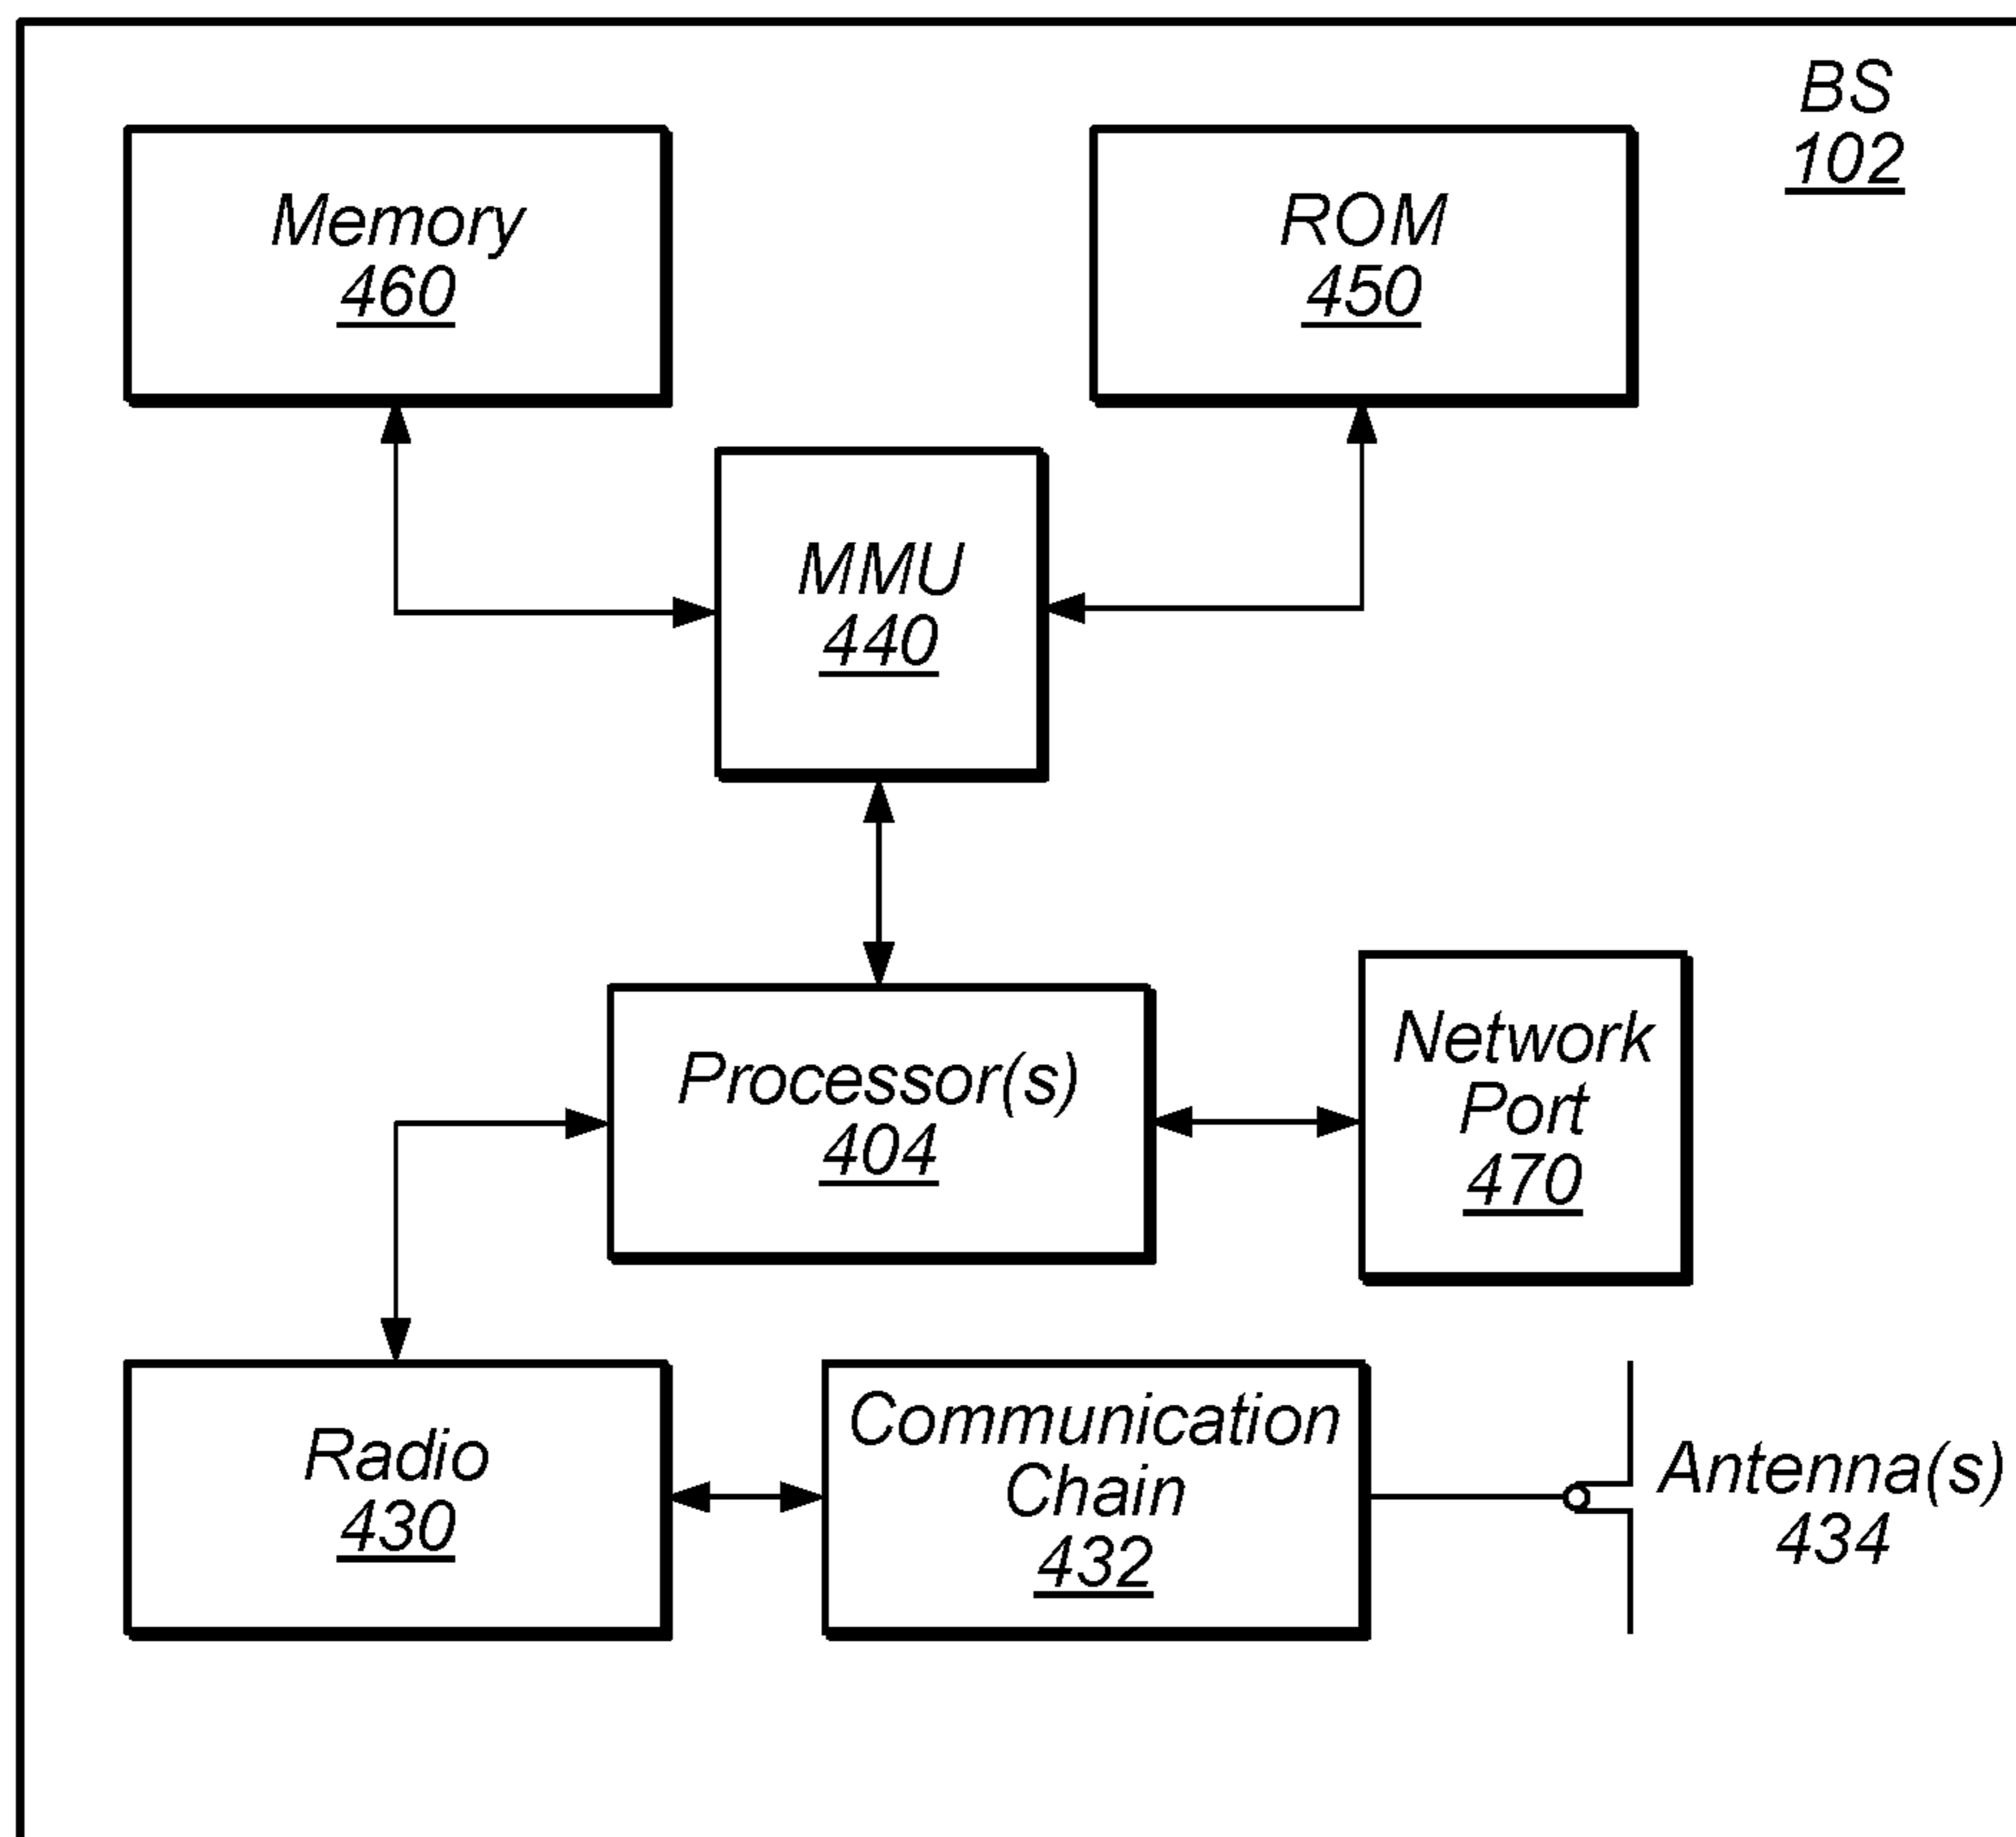 BS
102
Memory
460
ROM
450
MMU
440
Processor(s)
404
Network
Port
470
Radio
430
Communication
Chain
432
Antenna(s)
434